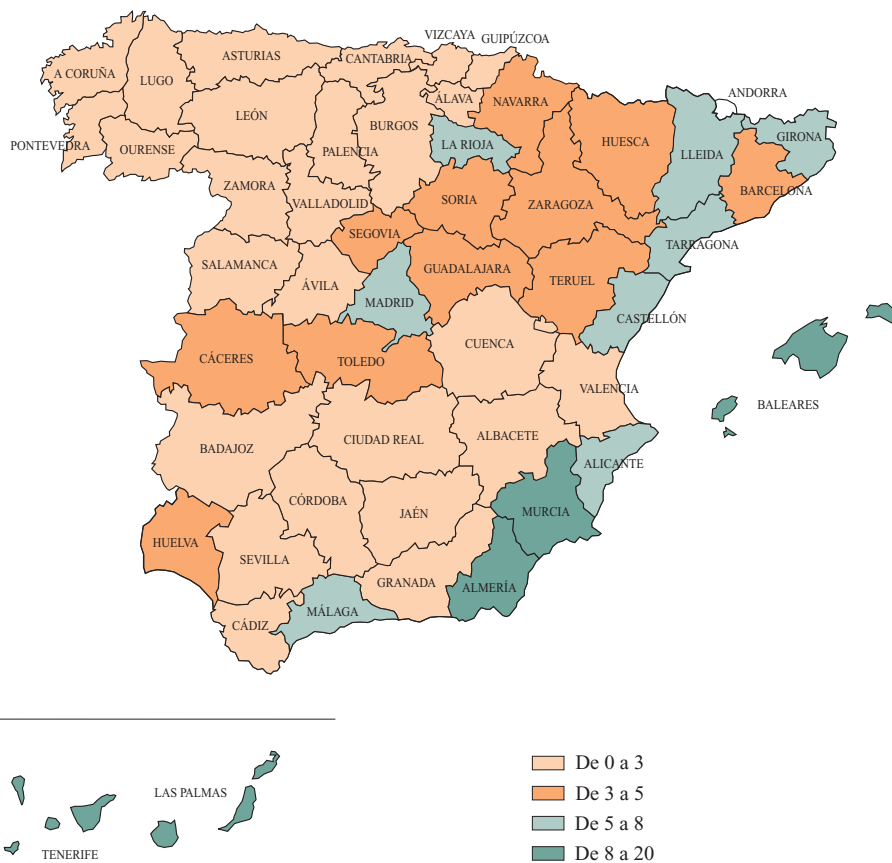 VIZCAYA
GUIPÚZCOA
ASTURIAS
CANTABRIA
A CORUÑA
LUGO
ÁLAVA
NAVARRA
ANDORRA
LEÓN
BURGOS
HUESCA
GIRONA
PONTEVEDRA
OURENSE
PALENCIA
LA RIOJA
LLEIDA
ZAMORA
BARCELONA
VALLADOLID
SORIA
ZARAGOZA
SEGOVIA
TARRAGONA
SALAMANCA
GUADALAJARA
ÁVILA
TERUEL
MADRID
CASTELLÓN
CUENCA
CÁCERES
TOLEDO
VALENCIA
BALEARES
BADAJOZ
CIUDAD REAL
ALBACETE
ALICANTE
CÓRDOBA
JAÉN
MURCIA
HUELVA
SEVILLA
GRANADA
ALMERÍA
MÁLAGA
CÁDIZ
LAS PALMAS
TENERIFE
De 0 a 3
De 3 a 5
De 5 a 8
De 8 a 20